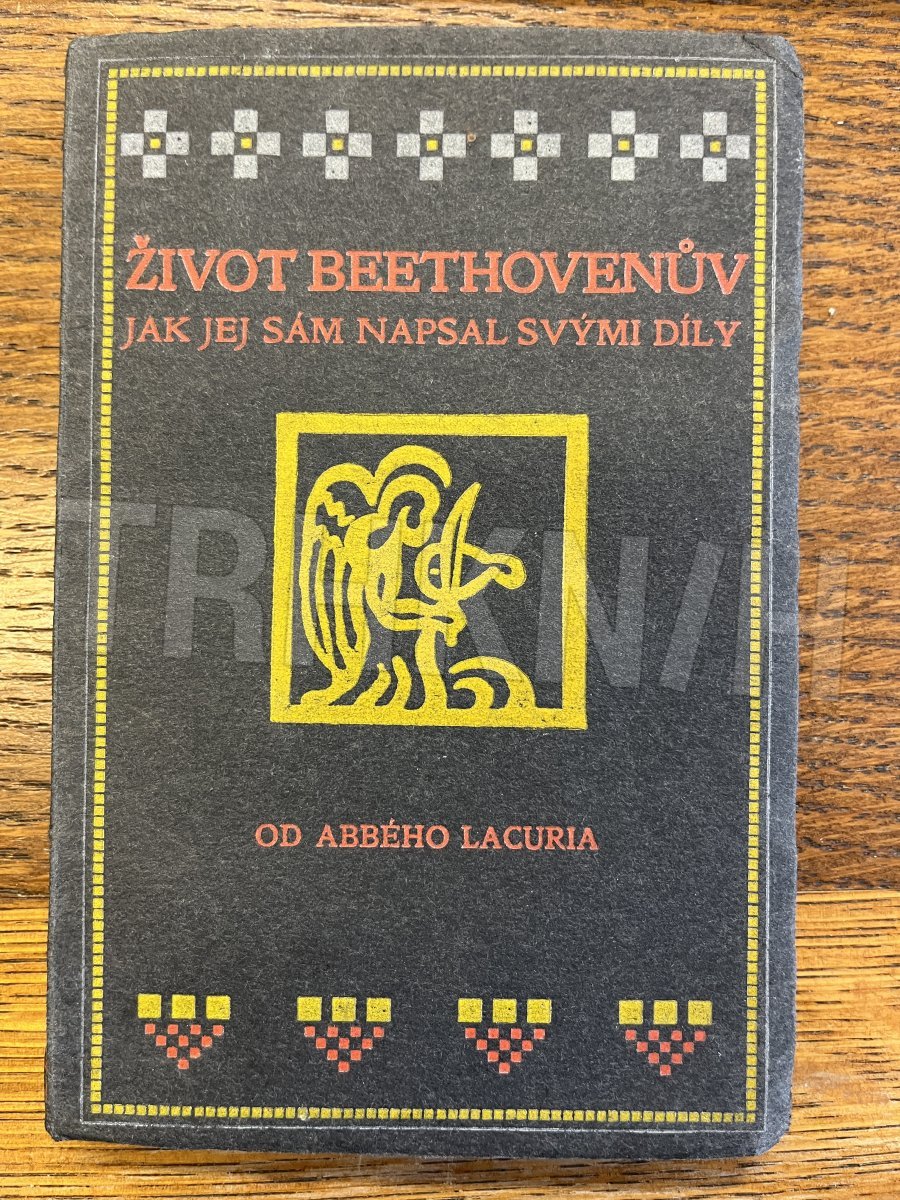 ŽIVOT BEETHOVENŮV
JAK JEJ SÁM NAPSAL SVÝMI DÍLY
OD ABBÉHO LACURIA